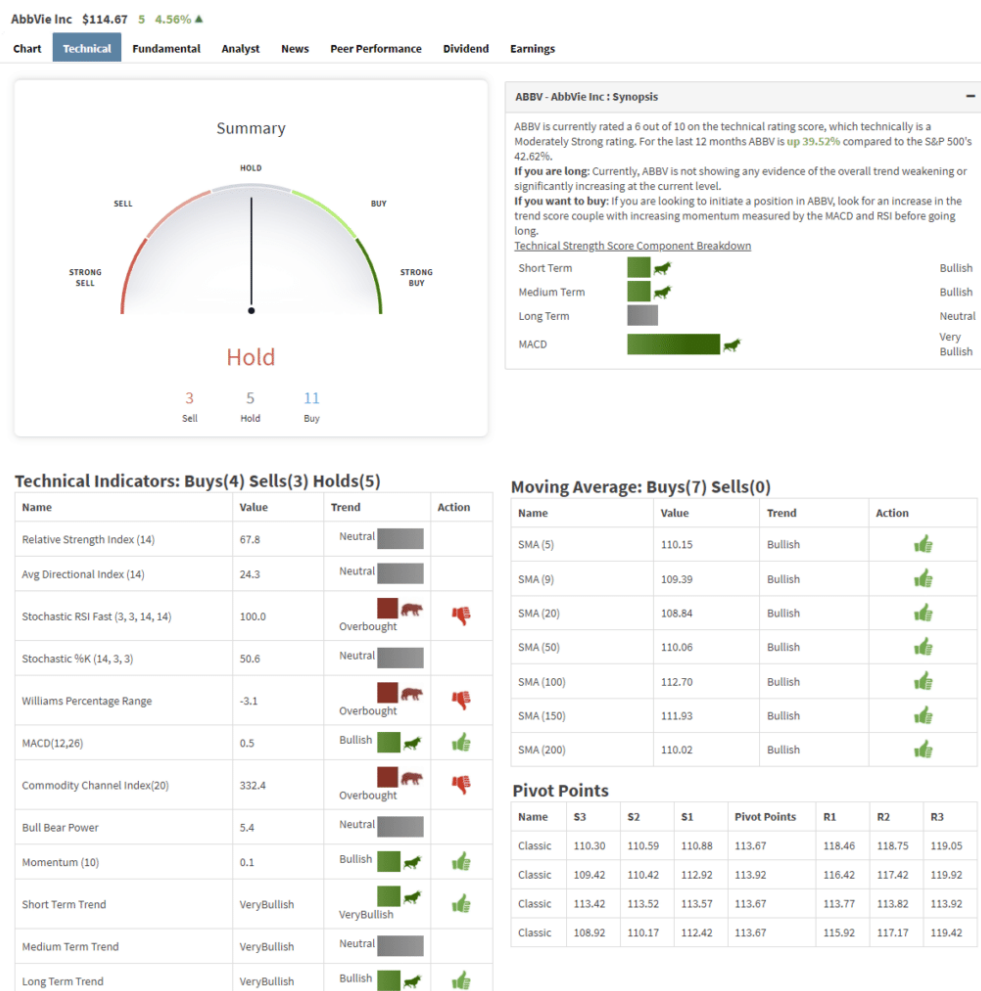 AbbVie Inc $114.67 5 4.56%
Chart Technical Fundamental Analyst News Peer Performance Dividend Earnings
Summary
HOLD
SELL BUY
STRONG SELL STRONG BUY
Hold
3 5 11
Sell Hold Buy
ABBV - AbbVie Inc : Synopsis
ABBV is currently rated a 6 out of 10 on the technical rating score, which technically is a
Moderately Strong rating. For the last 12 months ABBV is up 39.52% compared to the S&P 500's
42.62%.
If you are long: Currently, ABBV is not showing any evidence of the overall trend weakening or
significantly increasing at the current level.
If you want to buy: If you are looking to initiate a position in ABBV, look for an increase in the
trend score couple with increasing momentum measured by the MACD and RSI before going
long.
Technical Strength Score Component Breakdown
Short Term Bullish
Medium Term Bullish
Long Term Neutral
MACD Very Bullish
Technical Indicators: Buys(4) Sells(3) Holds(5)
Name Value Trend Action
Relative Strength Index (14) 67.8 Neutral
Avg Directional Index (14) 24.3 Neutral
Stochastic RSI Fast (3, 3, 14, 14) 100.0 Overbought
Stochastic %K (14, 3, 3) 50.6 Neutral
Williams Percentage Range -3.1 Overbought
MACD(12,26) 0.5 Bullish
Commodity Channel Index(20) 332.4 Overbought
Bull Bear Power 5.4 Neutral
Momentum (10) 0.1 Bullish
Short Term Trend VeryBullish VeryBullish
Medium Term Trend VeryBullish Neutral
Long Term Trend VeryBullish Bullish
Moving Average: Buys(7) Sells(0)
Name Value Trend Action
SMA (5) 110.15 Bullish
SMA (9) 109.39 Bullish
SMA (20) 108.84 Bullish
SMA (50) 110.06 Bullish
SMA (100) 112.70 Bullish
SMA (150) 111.93 Bullish
SMA (200) 110.02 Bullish
Pivot Points
Name S3 S2 S1 Pivot Points R1 R2 R3
Classic 110.30 110.59 110.88 113.67 118.46 118.75 119.05
Classic 109.42 110.42 112.92 113.92 116.42 117.42 119.92
Classic 113.42 113.52 113.57 113.67 113.77 113.82 113.92
Classic 108.92 110.17 112.42 113.67 115.92 117.17 119.42